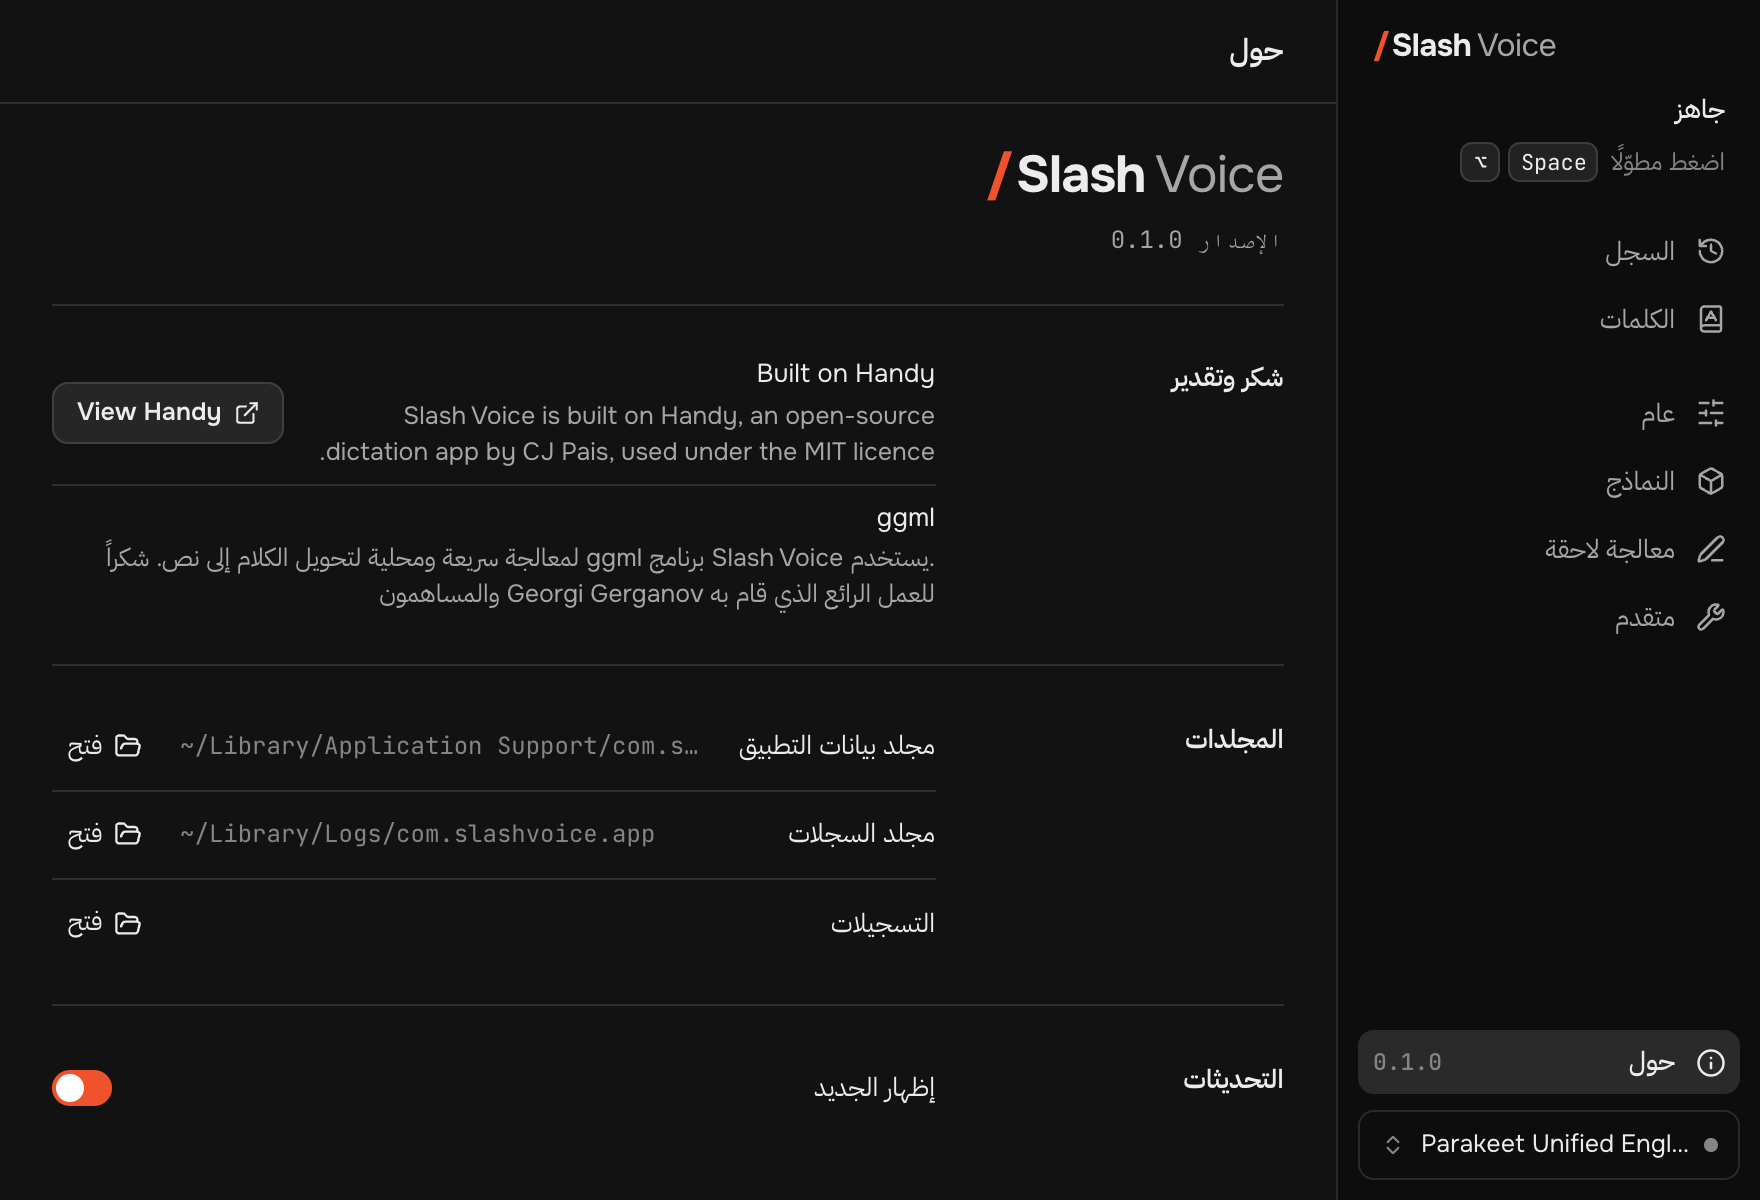 /Slash Voice
جاهز
اضغط مطوّلًا Space ⌥
السجل
الكلمات
عام
النماذج
معالجة لاحقة
متقدم
حول 0.1.0
Parakeet Unified Engl...
حول
/Slash Voice
الإصدار 0.1.0
شكر وتقدير
Built on Handy
Slash Voice is built on Handy, an open-source
dictation app by CJ Pais, used under the MIT licence.
View Handy
ggml
.يستخدم Slash Voice برنامج ggml لمعالجة سريعة ومحلية لتحويل الكلام إلى نص. شكراً
للعمل الرائع الذي قام به Georgi Gerganov والمساهمون
المجلدات
مجلد بيانات التطبيق ~/Library/Application Support/com.s... فتح
مجلد السجلات ~/Library/Logs/com.slashvoice.app فتح
التسجيلات فتح
التحديثات
إظهار الجديد